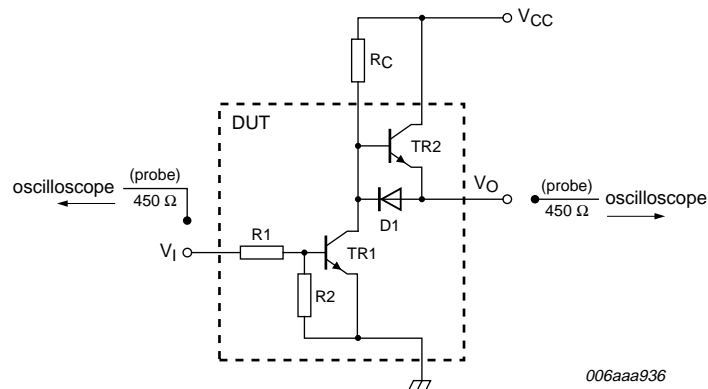 VCC
RC
DUT
TR2
(probe)
450 Ω
oscilloscope
VO
(probe)
450 Ω
oscilloscope
D1
R1
TR1
VI
R2
006aaa936